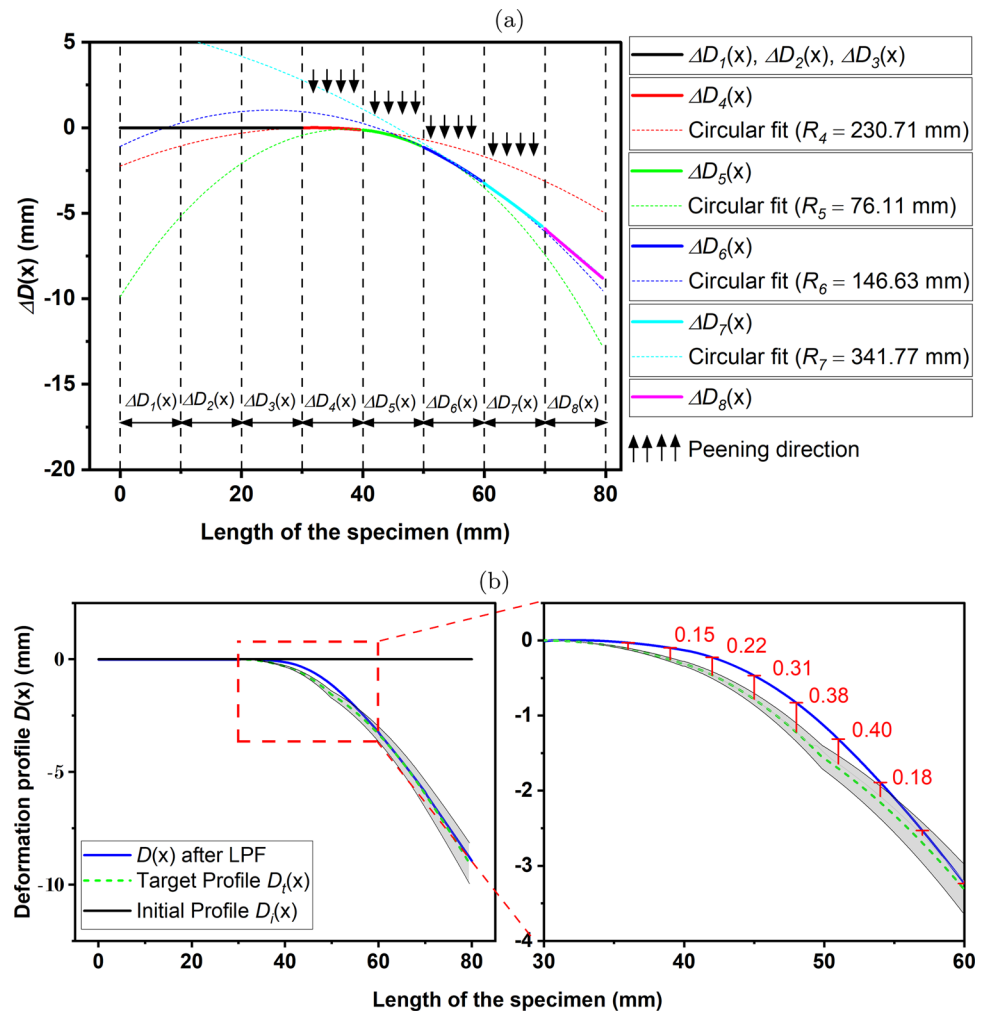 (a)
5
0
-5
-10
-15
-20
ΔD(x) (mm)
ΔD1(x) ΔD2(x) ΔD3(x) ΔD4(x) ΔD5(x) ΔD6(x) ΔD7(x) ΔD8(x)
0 20 40 60 80
Length of the specimen (mm)
ΔD1(x), ΔD2(x), ΔD3(x)
ΔD4(x)
Circular fit (R4 = 230.71 mm)
ΔD5(x)
Circular fit (R5 = 76.11 mm)
ΔD6(x)
Circular fit (R6 = 146.63 mm)
ΔD7(x)
Circular fit (R7 = 341.77 mm)
ΔD8(x)
Peening direction
(b)
0
-5
-10
Deformation profile D(x) (mm)
D(x) after LPF
Target Profile Dt(x)
Initial Profile Di(x)
0 20 40 60 80
Length of the specimen (mm)
0
-1
-2
-3
-4
0.15
0.22
0.31
0.38
0.40
0.18
30 40 50 60
Length of the specimen (mm)